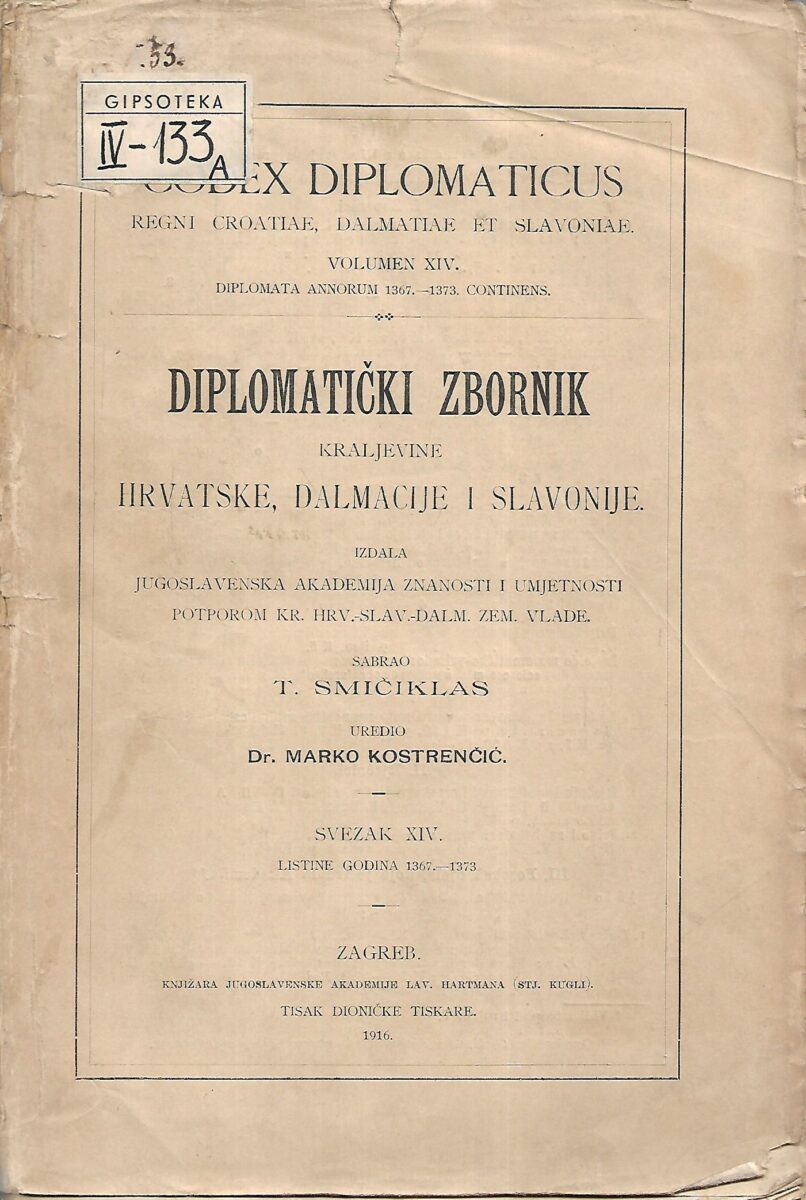 53.
GIPSOTEKA
IV-133
A
CODEX DIPLOMATICUS
REGNI CROATIAE, DALMATIAE ET SLAVONIAE.
VOLUMEN XIV.
DIPLOMATA ANNORUM 1367.—1373. CONTINENS.
DIPLOMATIČKI ZBORNIK
KRALJEVINE
HRVATSKE, DALMACIJE I SLAVONIJE.
IZDALA
JUGOSLAVENSKA AKADEMIJA ZNANOSTI I UMJETNOSTI
POTPOROM KR. HRV.-SLAV.-DALM. ZEM. VLADE.
SABRAO
T. SMIČIKLAS
UREDIO
Dr. MARKO KOSTRENČIĆ.
SVEZAK XIV.
LISTINE GODINA 1367.—1373
ZAGREB.
KNJIŽARA JUGOSLAVENSKE AKADEMIJE LAV. HARTMANA (STJ. KUGLI).
TISAK DIONIČKE TISKARE.
1916.